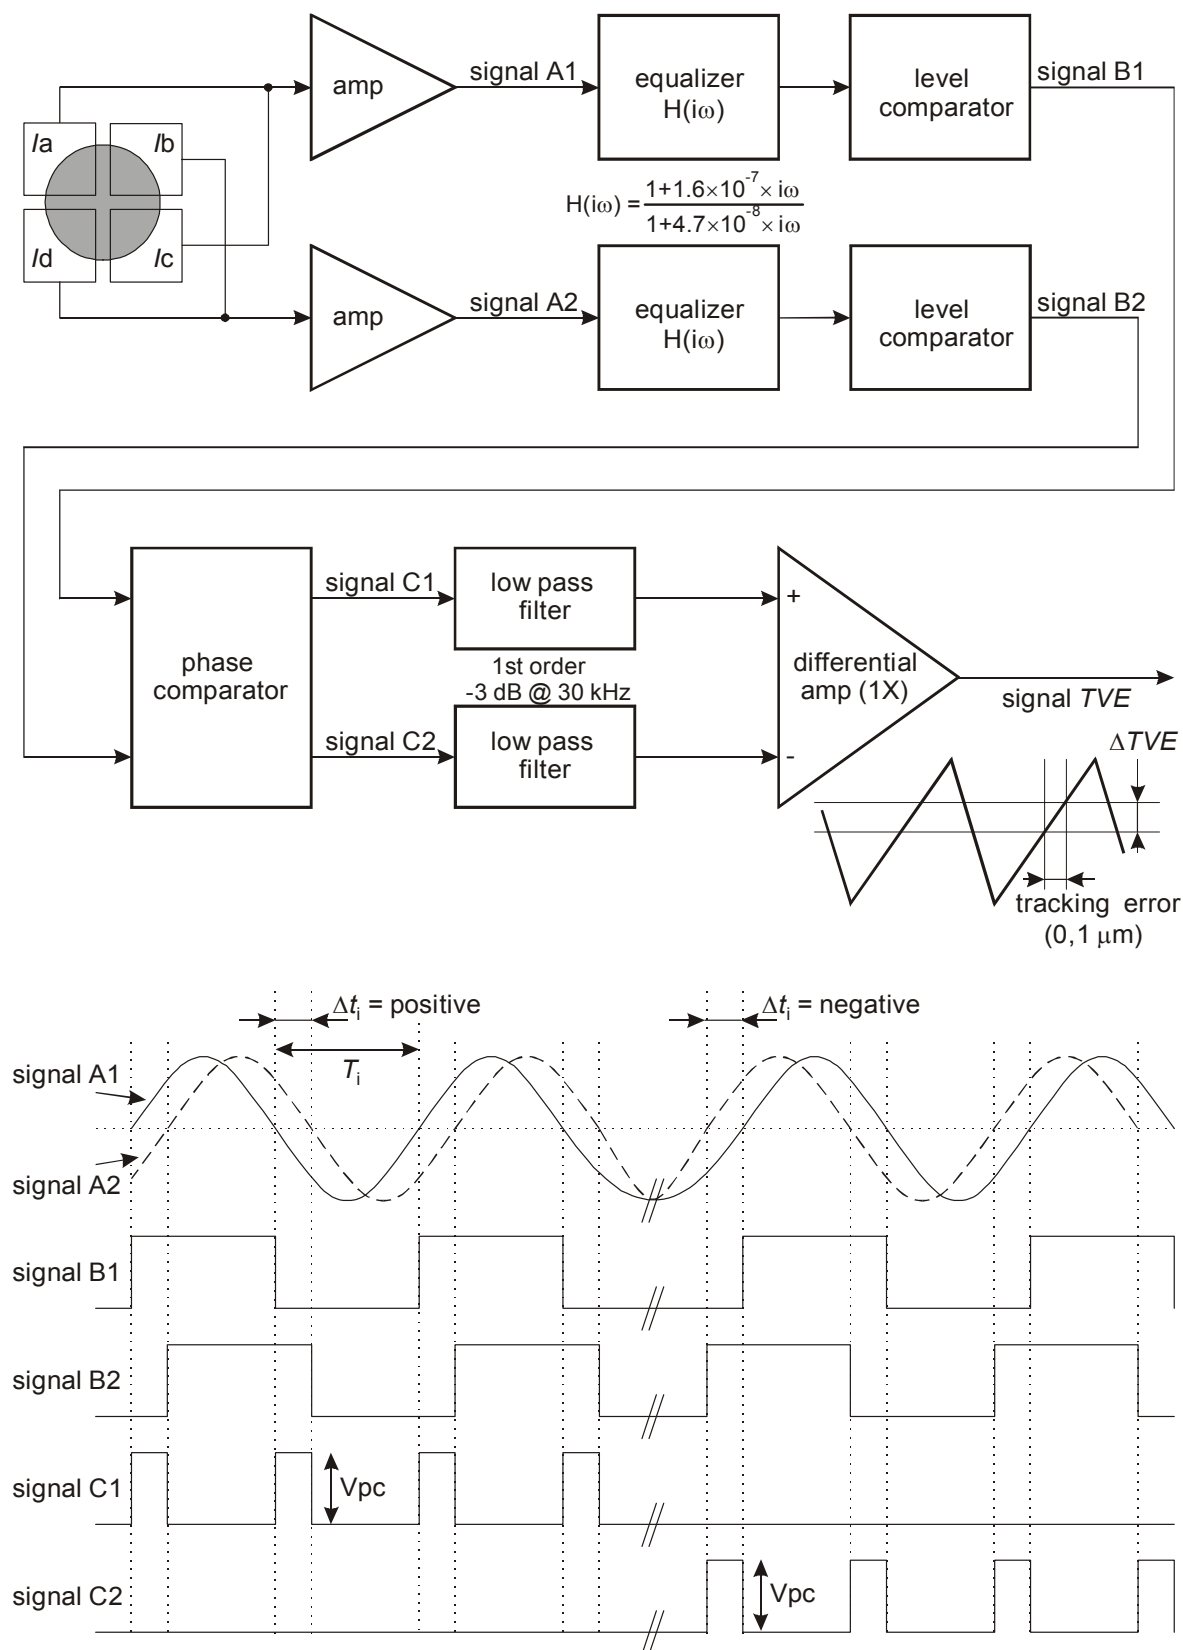 amp
signal A1
equalizer
H(iω)
level
comparator
signal B1
Ia
Ib
Id
Ic
H(iω) = 1+1.6×10^-7 × iω / 1+4.7×10^-8 × iω
amp
signal A2
equalizer
H(iω)
level
comparator
signal B2
phase
comparator
signal C1
low pass
filter
1st order
-3 dB @ 30 kHz
signal C2
low pass
filter
+
differential
amp (1X)
-
signal TVE
ΔTVE
tracking error
(0,1 μm)
Δti = positive
Δti = negative
Ti
signal A1
signal A2
signal B1
signal B2
signal C1
Vpc
signal C2
Vpc